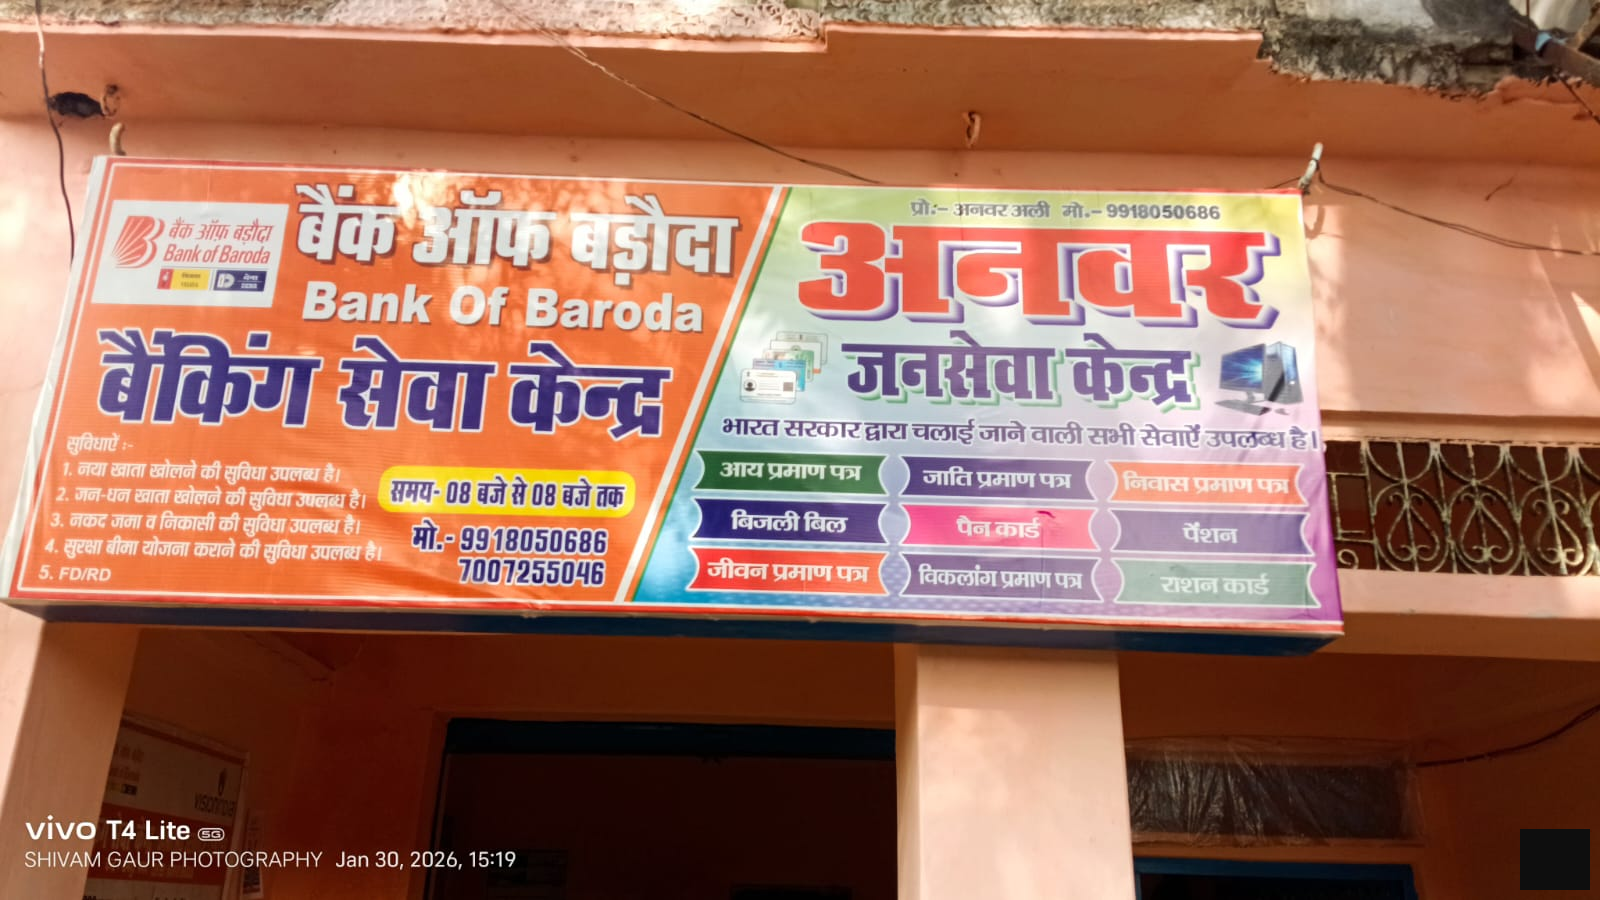 बैंक ऑफ़ बड़ौदा
Bank of Baroda
बैंक ऑफ बड़ौदा
Bank Of Baroda
बैंकिंग सेवा केन्द्र
सुविधाऐं :-
1. नया खाता खोलने की सुविधा उपलब्ध है।
2. जन-धन खाता खोलने की सुविधा उपलब्ध है।
3. नकद जमा व निकासी की सुविधा उपलब्ध है।
4. सुरक्षा बीमा योजना कराने की सुविधा उपलब्ध है।
5. FD/RD
समय- 08 बजे से 08 बजे तक
मो.- 9918050686
7007255046
प्रो:- अनवर अली मो.- 9918050686
अनवर
जनसेवा केन्द्र
भारत सरकार द्वारा चलाई जाने वाली सभी सेवाऐं उपलब्ध है।
आय प्रमाण पत्र जाति प्रमाण पत्र निवास प्रमाण पत्र
बिजली बिल पैन कार्ड पेंशन
जीवन प्रमाण पत्र विकलांग प्रमाण पत्र राशन कार्ड
vivo T4 Lite 5G
SHIVAM GAUR PHOTOGRAPHY Jan 30, 2026, 15:19